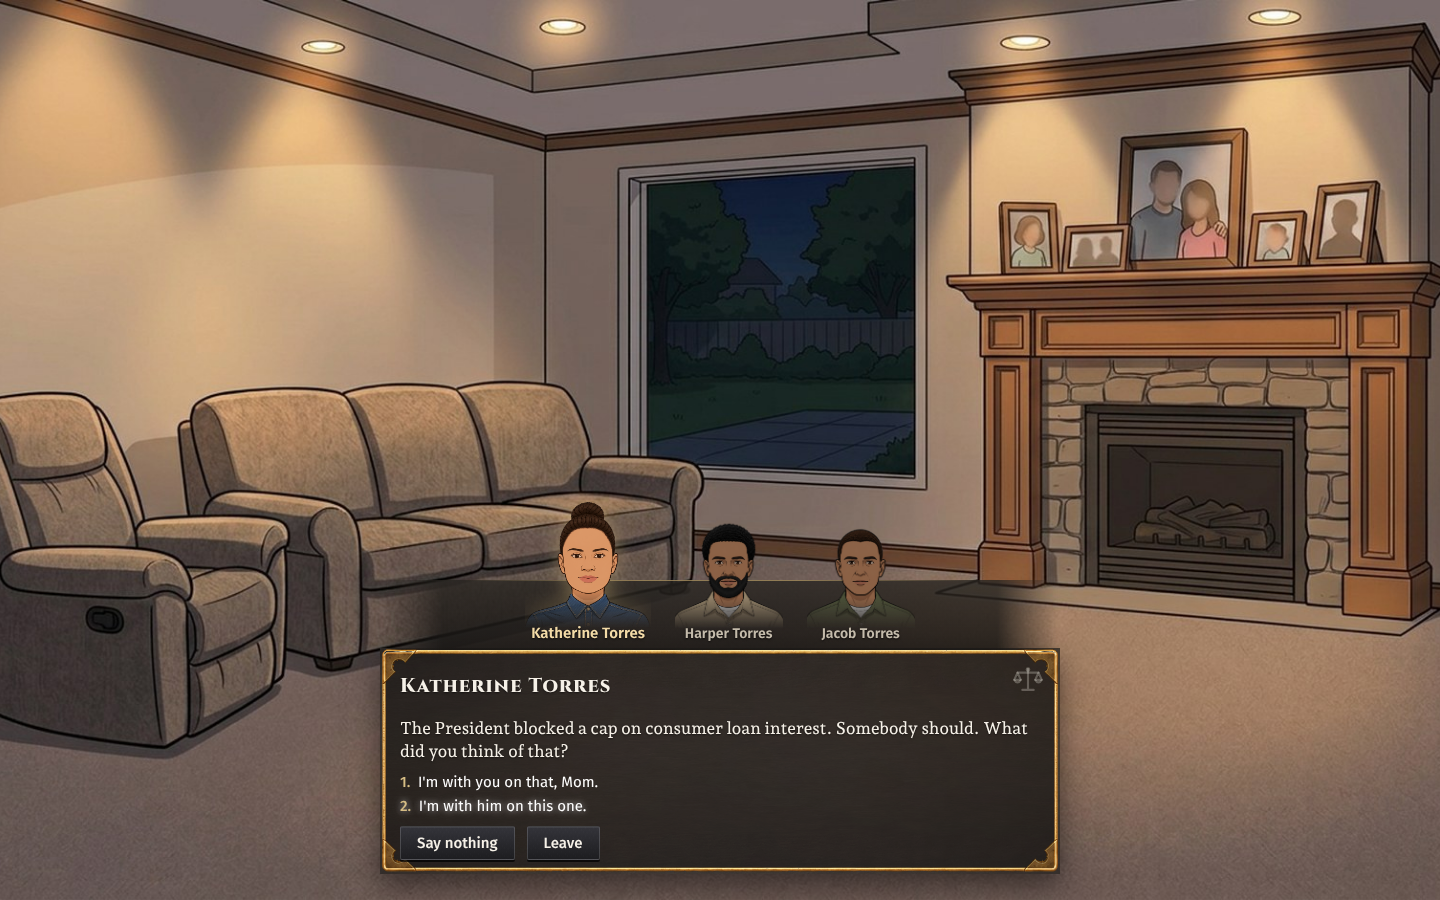 Katherine Torres
Harper Torres
Jacob Torres
Katherine Torres
The President blocked a cap on consumer loan interest. Somebody should. What
did you think of that?
1. I'm with you on that, Mom.
2. I'm with him on this one.
Say nothing
Leave